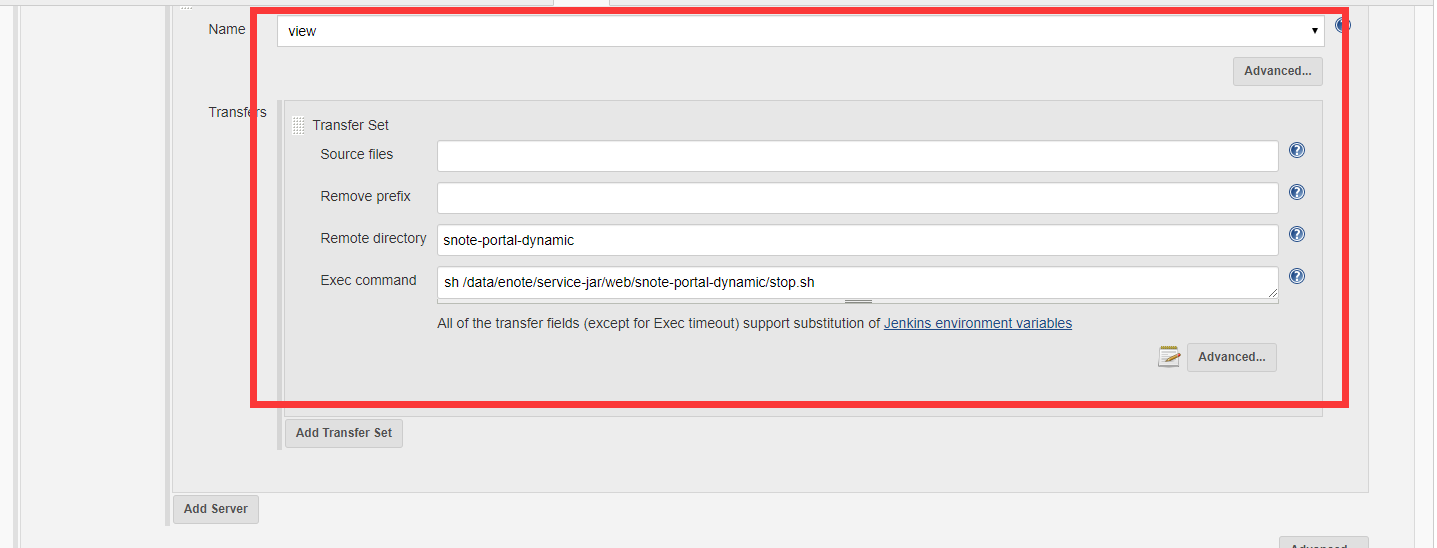 Name
view
Advanced...
Transfers
Transfer Set
Source files
Remove prefix
Remote directory
snote-portal-dynamic
Exec command
sh /data/enote/service-jar/web/snote-portal-dynamic/stop.sh
All of the transfer fields (except for Exec timeout) support substitution of Jenkins environment variables
Advanced...
Add Transfer Set
Add Server
Advanced...